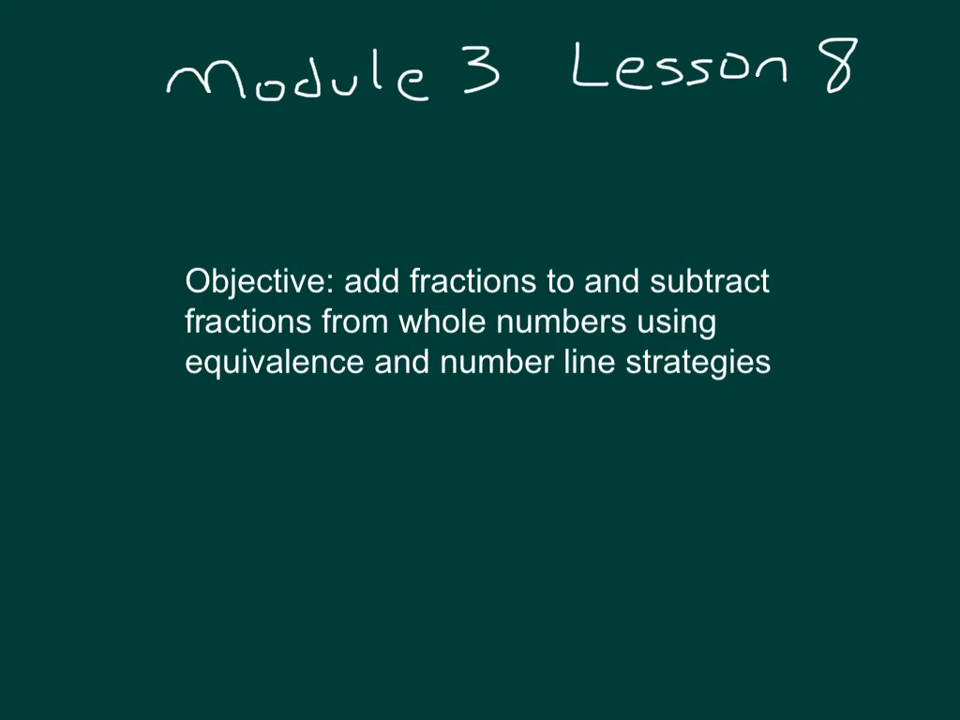 Module 3 Lesson 8
Objective: add fractions to and subtract
fractions from whole numbers using
equivalence and number line strategies